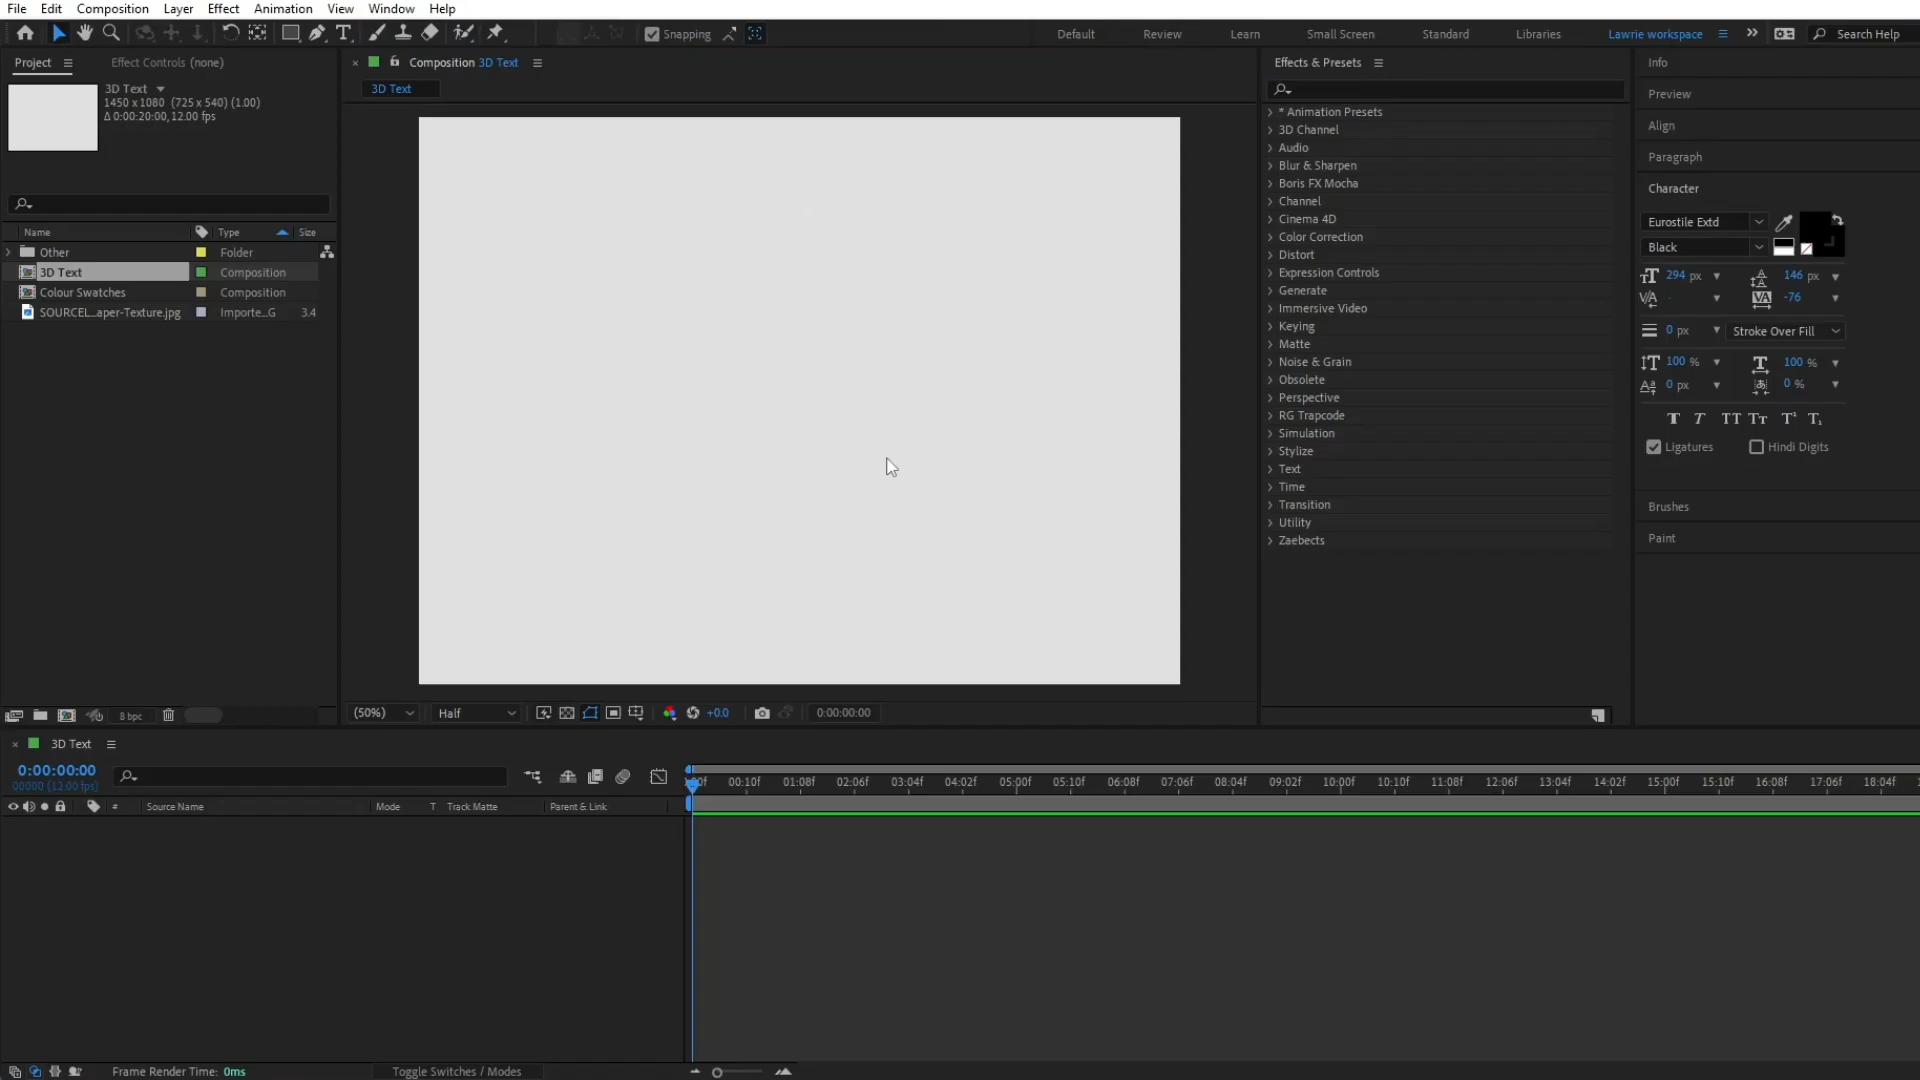 File Edit Composition Layer Effect Animation View Window Help
Snapping
Default Review Learn Small Screen Standard Libraries Lawrie workspace Search Help
Project Effect Controls (none)
3D Text
1450 x 1080 (725 x 540) (1.00)
Δ 0:00:20:00, 12.00 fps
Name Type Size
Other Folder
3D Text Composition
Colour Swatches Composition
SOURCEL...aper-Texture.jpg Importe...G 3.4
8 bpc
Composition 3D Text
3D Text
(50%) Half +0.0 0:00:00:00
Effects & Presets
* Animation Presets
3D Channel
Audio
Blur & Sharpen
Boris FX Mocha
Channel
Cinema 4D
Color Correction
Distort
Expression Controls
Generate
Immersive Video
Keying
Matte
Noise & Grain
Obsolete
Perspective
RG Trapcode
Simulation
Stylize
Text
Time
Transition
Utility
Zaebects
Info
Preview
Align
Paragraph
Character
Eurostile Extd
Black
294 px 146 px
-76
0 px Stroke Over Fill
100 % 100 %
0 px 0 %
Ligatures Hindi Digits
Brushes
Paint
3D Text
0:00:00:00
00000 (12.00 fps)
# Source Name Mode T Track Matte Parent & Link
00:10f 01:08f 02:06f 03:04f 04:02f 05:00f 05:10f 06:08f 07:06f 08:04f 09:02f 10:00f 10:10f 11:08f 12:06f 13:04f 14:02f 15:00f 15:10f 16:08f 17:06f 18:04f
Frame Render Time: 0ms Toggle Switches / Modes